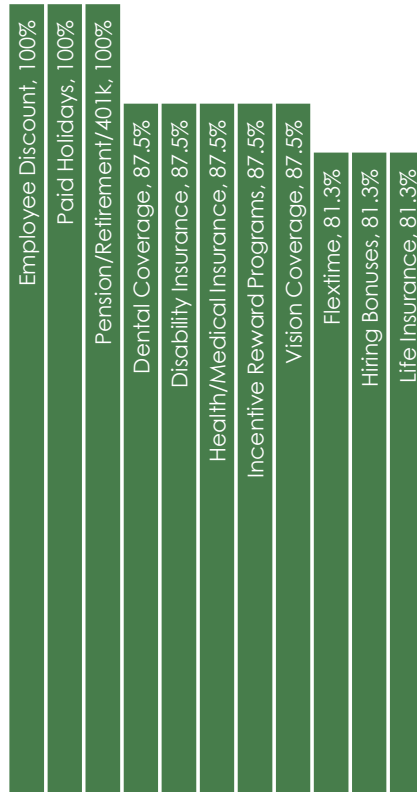 Employee Discount, 100%
Paid Holidays, 100%
Pension/Retirement/401k, 100%
Dental Coverage, 87.5%
Disability Insurance, 87.5%
Health/Medical Insurance, 87.5%
Incentive Reward Programs, 87.5%
Vision Coverage, 87.5%
Flextime, 81.3%
Hiring Bonuses, 81.3%
Life Insurance, 81.3%